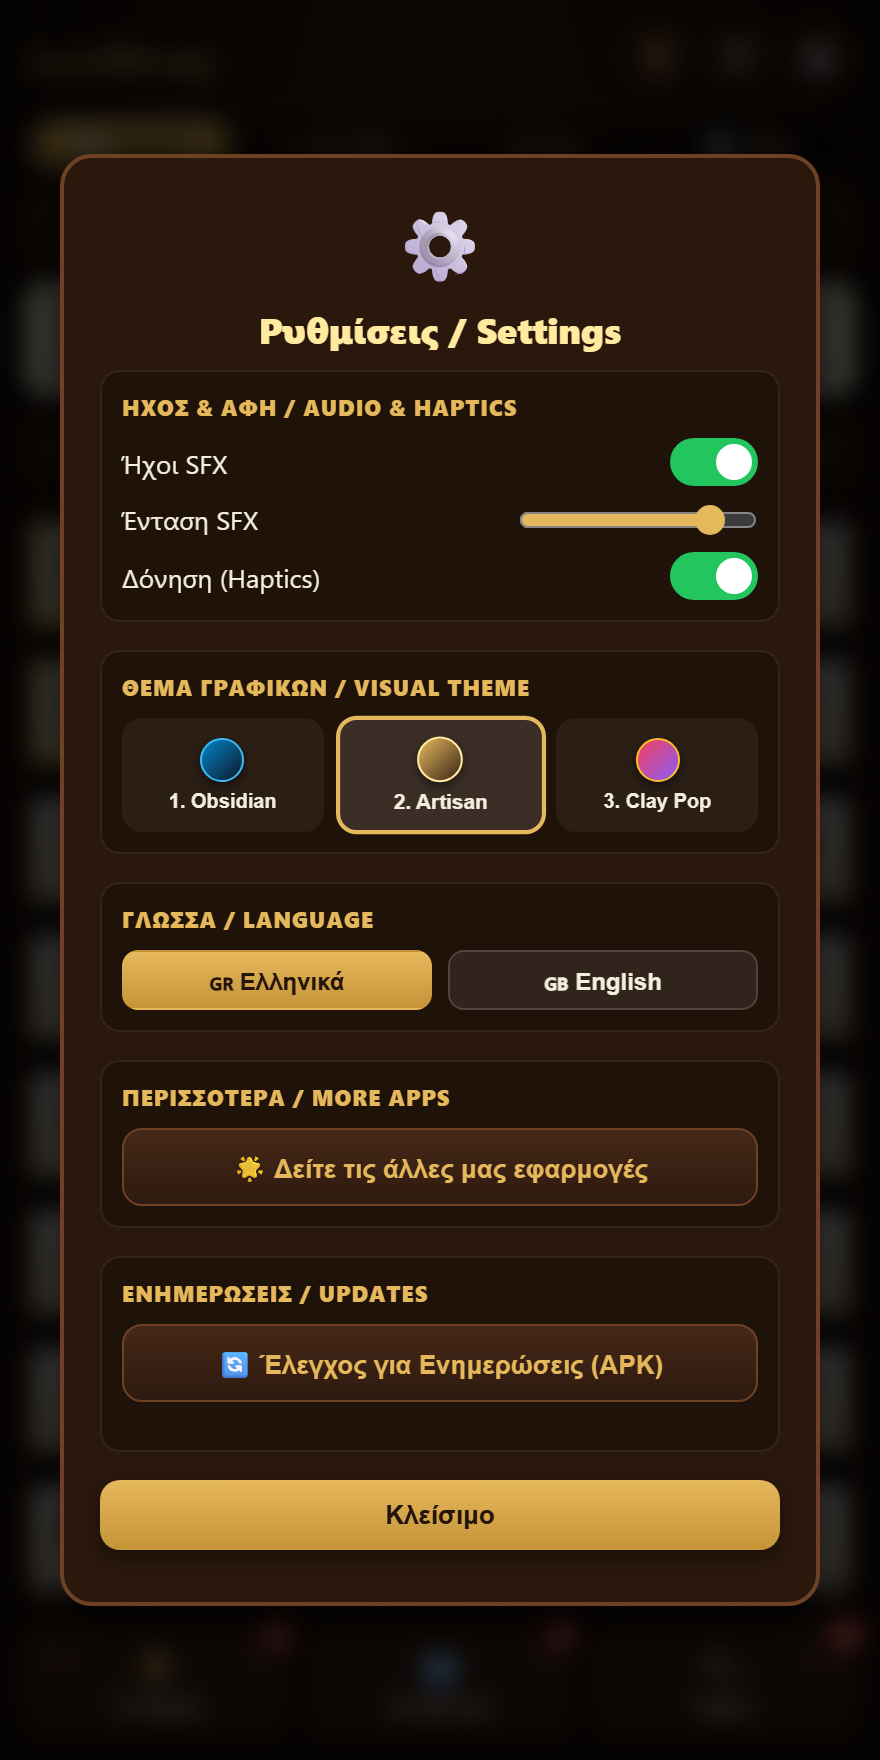 Ρυθμίσεις / Settings
ΗΧΟΣ & ΑΦΗ / AUDIO & HAPTICS
Ήχοι SFX
Ένταση SFX
Δόνηση (Haptics)
ΘΕΜΑ ΓΡΑΦΙΚΩΝ / VISUAL THEME
1. Obsidian
2. Artisan
3. Clay Pop
ΓΛΩΣΣΑ / LANGUAGE
GR Ελληνικά
GB English
ΠΕΡΙΣΣΟΤΕΡΑ / MORE APPS
🌟 Δείτε τις άλλες μας εφαρμογές
ΕΝΗΜΕΡΩΣΕΙΣ / UPDATES
🔄 Έλεγχος για Ενημερώσεις (APK)
Κλείσιμο